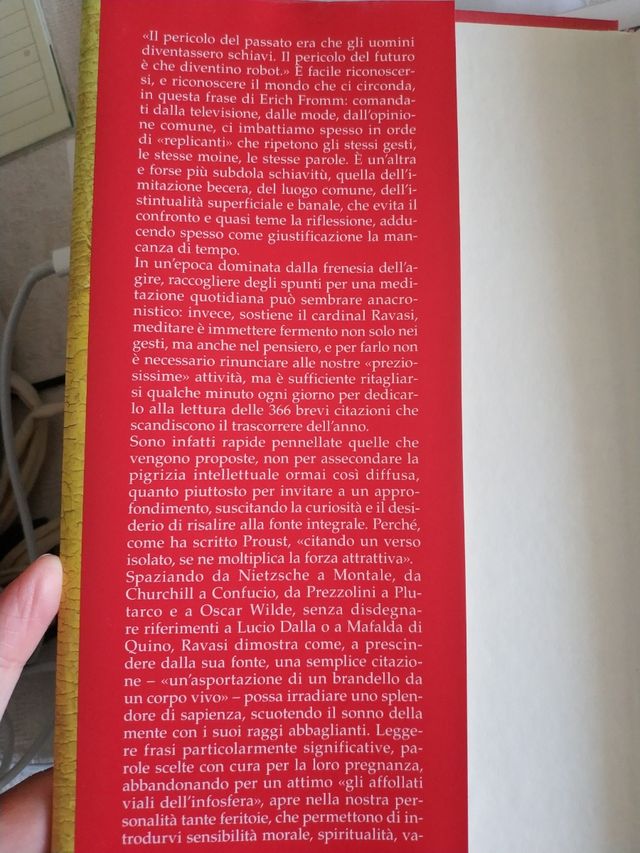 «Il pericolo del passato era che gli uomini
diventassero schiavi. Il pericolo del futuro
è che diventino robot.» È facile riconoscer-
si, e riconoscere il mondo che ci circonda,
in questa frase di Erich Fromm: comanda-
ti dalla televisione, dalle mode, dall'opinio-
ne comune, ci imbattiamo spesso in orde
di «replicanti» che ripetono gli stessi gesti,
le stesse moine, le stesse parole. È un'altra
e forse più subdola schiavitù, quella dell'i-
mitazione becera, del luogo comune, dell'i-
stintualità superficiale e banale, che evita il
confronto e quasi teme la riflessione, addu-
cendo spesso come giustificazione la man-
canza di tempo.
In un'epoca dominata dalla frenesia dell'a-
gire, raccogliere degli spunti per una medi-
tazione quotidiana può sembrare anacro-
nistico: invece, sostiene il cardinal Ravasi,
meditare è immettere fermento non solo nei
gesti, ma anche nel pensiero, e per farlo non
è necessario rinunciare alle nostre «prezio-
sissime» attività, ma è sufficiente ritagliar-
si qualche minuto ogni giorno per dedicar-
lo alla lettura delle 366 brevi citazioni che
scandiscono il trascorrere dell'anno.
Sono infatti rapide pennellate quelle che
vengono proposte, non per assecondare la
pigrizia intellettuale ormai così diffusa,
quanto piuttosto per invitare a un appro-
fondimento, suscitando la curiosità e il desi-
derio di risalire alla fonte integrale. Perché,
come ha scritto Proust, «citando un verso
isolato, se ne moltiplica la forza attrattiva».
Spaziando da Nietzsche a Montale, da
Churchill a Confucio, da Prezzolini a Plu-
tarco e a Oscar Wilde, senza disdegna-
re riferimenti a Lucio Dalla o a Mafalda di
Quino, Ravasi dimostra come, a prescin-
dere dalla sua fonte, una semplice citazio-
ne – «un'asportazione di un brandello da
un corpo vivo» – possa irradiare uno splen-
dore di sapienza, scuotendo il sonno della
mente con i suoi raggi abbaglianti. Legge-
re frasi particolarmente significative, pa-
role scelte con cura per la loro pregnanza,
abbandonando per un attimo «gli affollati
viali dell'infosfera», apre nella nostra per-
sonalità tante feritoie, che permettono di in-
trodurvi sensibilità morale, spiritualità, va-